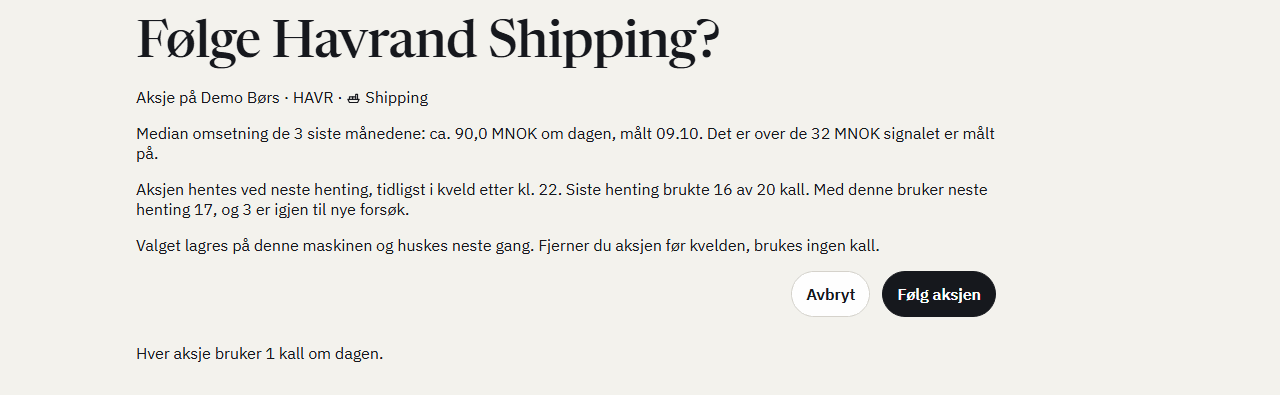 Følge Havrand Shipping?
Aksje på Demo Børs · HAVR · Shipping
Median omsetning de 3 siste månedene: ca. 90,0 MNOK om dagen, målt 09.10. Det er over de 32 MNOK signalet er målt
på.
Aksjen hentes ved neste henting, tidligst i kveld etter kl. 22. Siste henting brukte 16 av 20 kall. Med denne bruker neste
henting 17, og 3 er igjen til nye forsøk.
Valget lagres på denne maskinen og huskes neste gang. Fjerner du aksjen før kvelden, brukes ingen kall.
Avbryt Følg aksjen
Hver aksje bruker 1 kall om dagen.